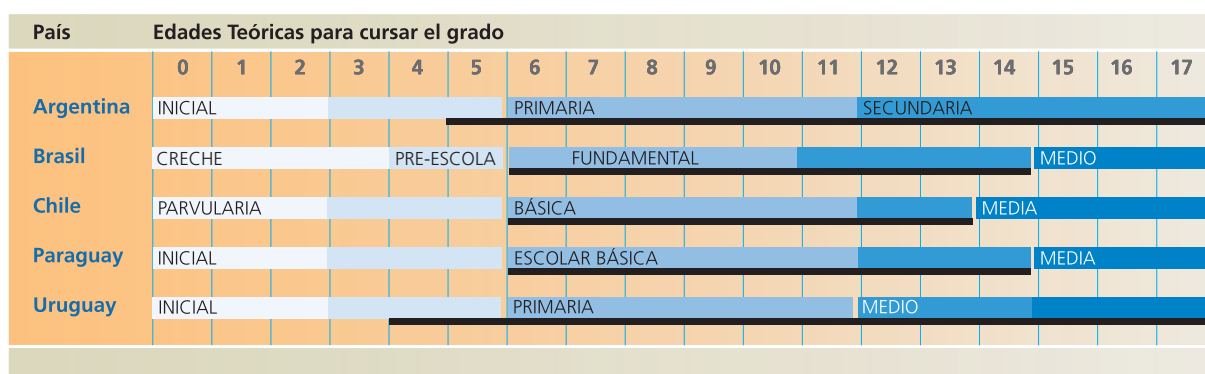 País Edades Teóricas para cursar el grado
0 1 2 3 4 5 6 7 8 9 10 11 12 13 14 15 16 17
Argentina INICIAL PRIMARIA SECUNDARIA
Brasil CRECHE PRE-ESCOLA FUNDAMENTAL MEDIO
Chile PARVULARIA BÁSICA MEDIA
Paraguay INICIAL ESCOLAR BÁSICA MEDIA
Uruguay INICIAL PRIMARIA MEDIO